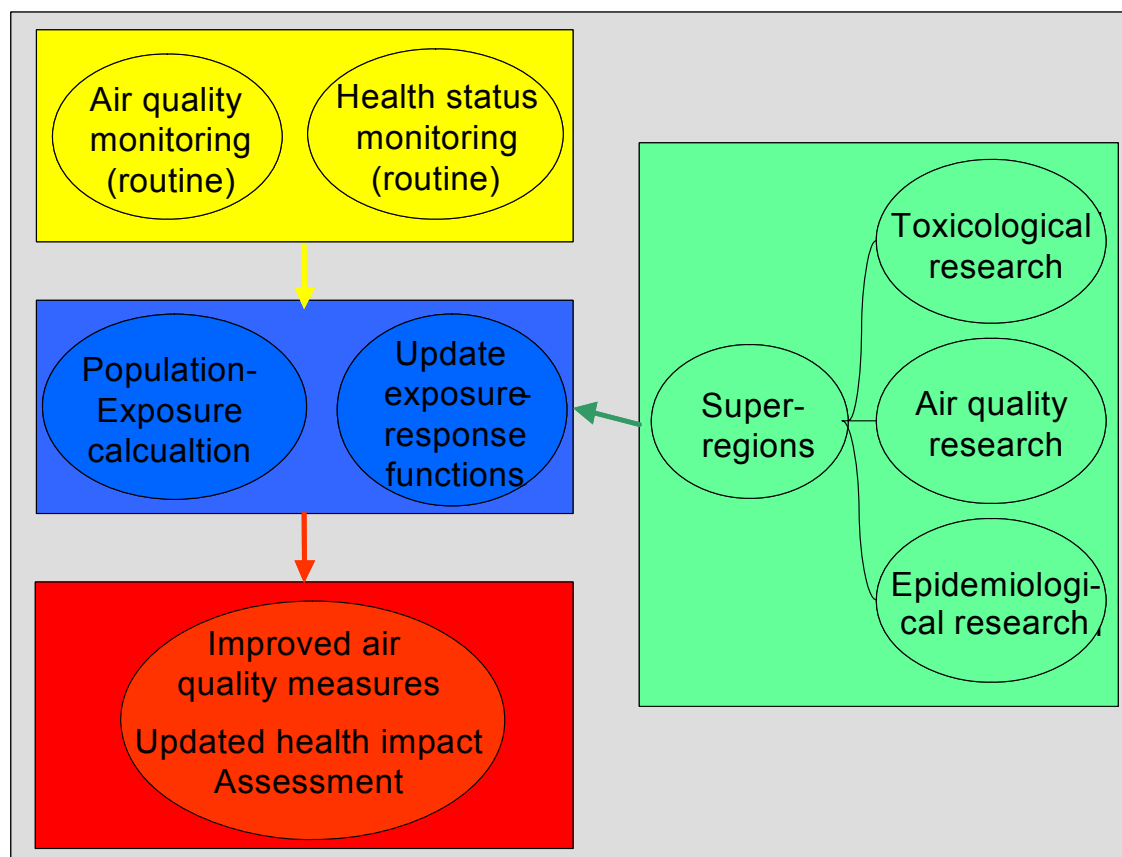 Air quality
monitoring
(routine)
Health status
monitoring
(routine)
Population-
Exposure
calcualtion
Update
exposure-
response
functions
Improved air
quality measures
Updated health impact
Assessment
Super-
regions
Toxicological
research
Air quality
research
Epidemiologi-
cal research